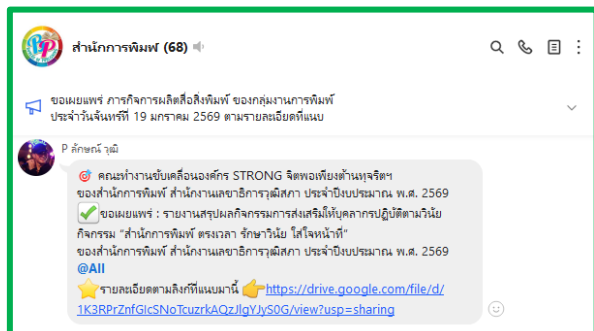 สำนักการพิมพ์ (68)
ขอเผยแพร่ ภารกิจการผลิตสื่อสิ่งพิมพ์ ของกลุ่มงานการพิมพ์
ประจำวันจันทร์ที่ 19 มกราคม 2569 ตามรายละเอียดที่แนบ
P ลักษณ์ วุฒิ
คณะทำงานขับเคลื่อนองค์กร STRONG จิตพอเพียงต้านทุจริตฯ
ของสำนักการพิมพ์ สำนักงานเลขาธิการวุฒิสภา ประจำปีงบประมาณ พ.ศ. 2569
ขอเผยแพร่ : รายงานสรุปผลกิจกรรมการส่งเสริมให้บุคลากรปฏิบัติตามวินัย
กิจกรรม "สำนักการพิมพ์ ตรงเวลา รักษาวินัย ใส่ใจหน้าที่"
ของสำนักการพิมพ์ สำนักงานเลขาธิการวุฒิสภา ประจำปีงบประมาณ พ.ศ. 2569
@All
รายละเอียดตามลิงก์ที่แนบมานี้ https://drive.google.com/file/d/
1K3RPrZnfGIcSNoTcuzrkAQzJlgYJyS0G/view?usp=sharing